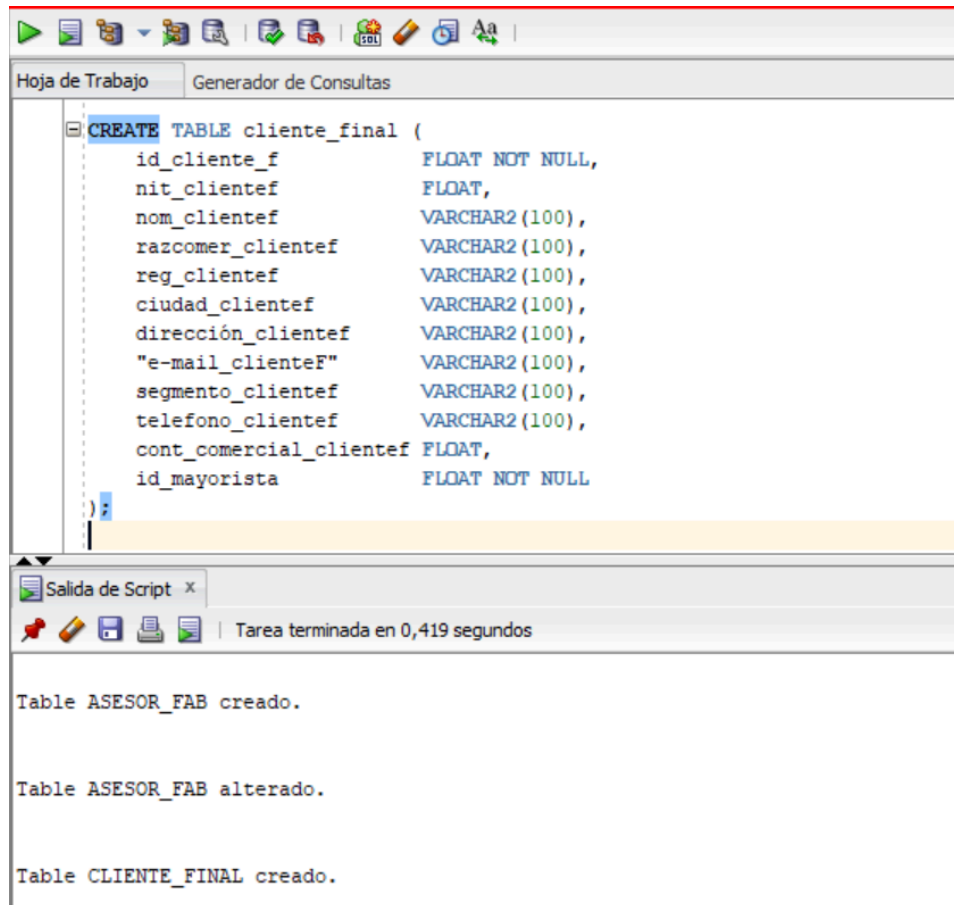 Hoja de Trabajo Generador de Consultas
CREATE TABLE cliente_final (
id_cliente_f FLOAT NOT NULL,
nit_clientef FLOAT,
nom_clientef VARCHAR2(100),
razcomer_clientef VARCHAR2(100),
reg_clientef VARCHAR2(100),
ciudad_clientef VARCHAR2(100),
dirección_clientef VARCHAR2(100),
"e-mail_clienteF" VARCHAR2(100),
segmento_clientef VARCHAR2(100),
telefono_clientef VARCHAR2(100),
cont_comercial_clientef FLOAT,
id_mayorista FLOAT NOT NULL
);
Salida de Script x
Tarea terminada en 0,419 segundos
Table ASESOR_FAB creado.
Table ASESOR_FAB alterado.
Table CLIENTE_FINAL creado.